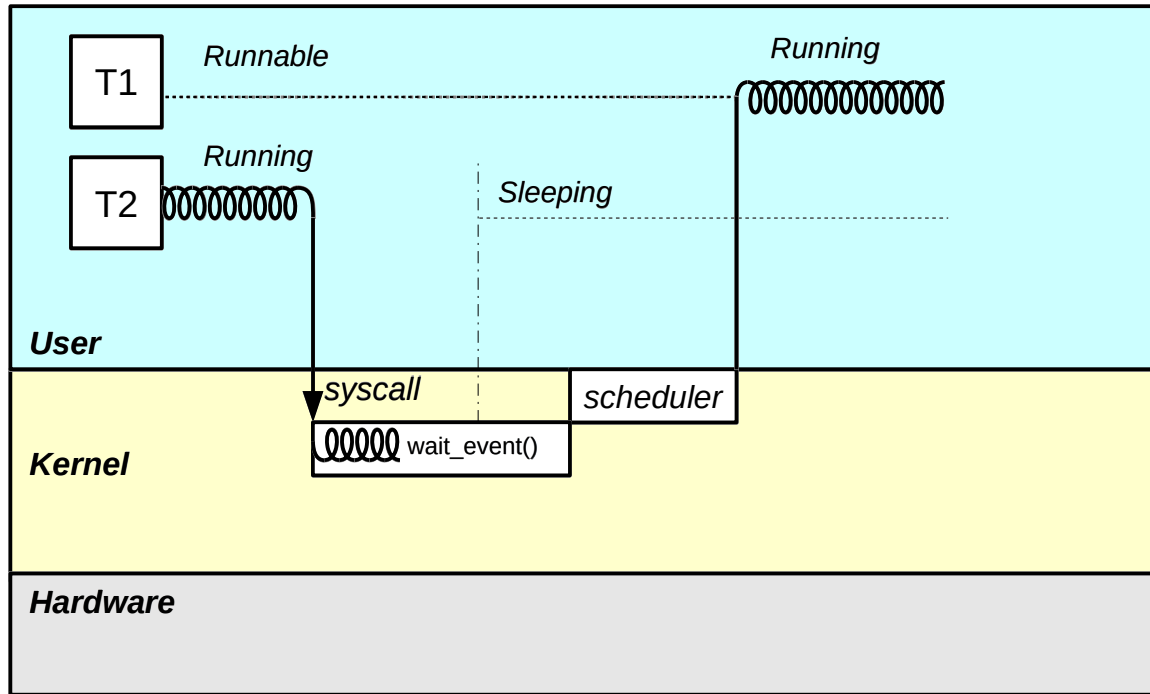 T1
Runnable
Running
T2
Running
Sleeping
User
syscall
scheduler
wait_event()
Kernel
Hardware